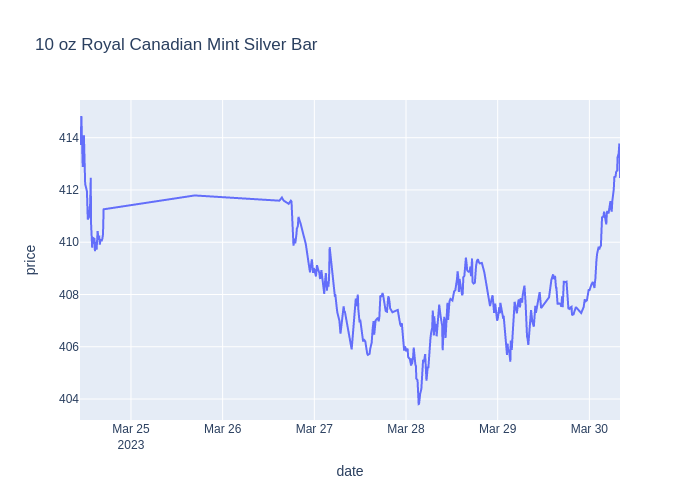 10 oz Royal Canadian Mint Silver Bar
414
412
410
408
406
404
price
Mar 25
2023
Mar 26
Mar 27
Mar 28
Mar 29
Mar 30
date